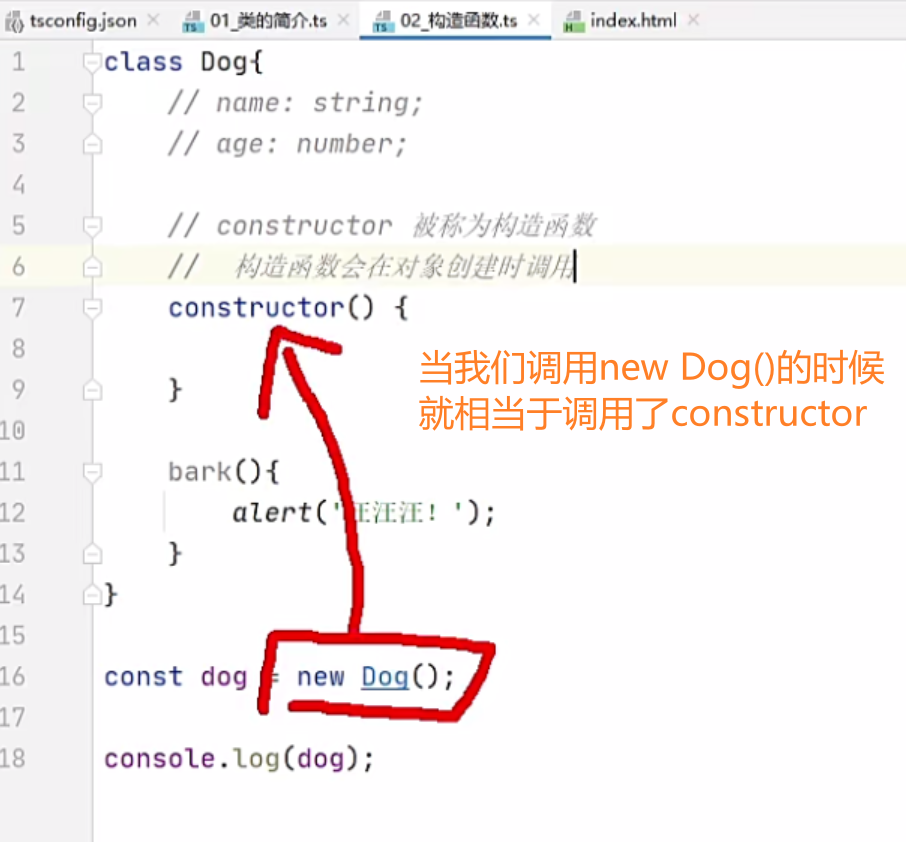 tsconfig.json 01_类的简介.ts 02_构造函数.ts index.html
1 class Dog{
2 // name: string;
3 // age: number;
4
5 // constructor 被称为构造函数
6 // 构造函数会在对象创建时调用
7 constructor() {
8
9 }
10
11 bark(){
12 alert('汪汪汪！');
13 }
14 }
15
16 const dog = new Dog();
17
18 console.log(dog);
当我们调用new Dog()的时候
就相当于调用了constructor